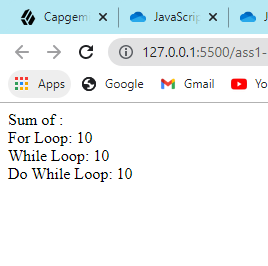 Capgem
JavaScrip
J
127.0.0.1:5500/ass1-
Apps
Google
Gmail
Yo
Sum of :
For Loop: 10
While Loop: 10
Do While Loop: 10